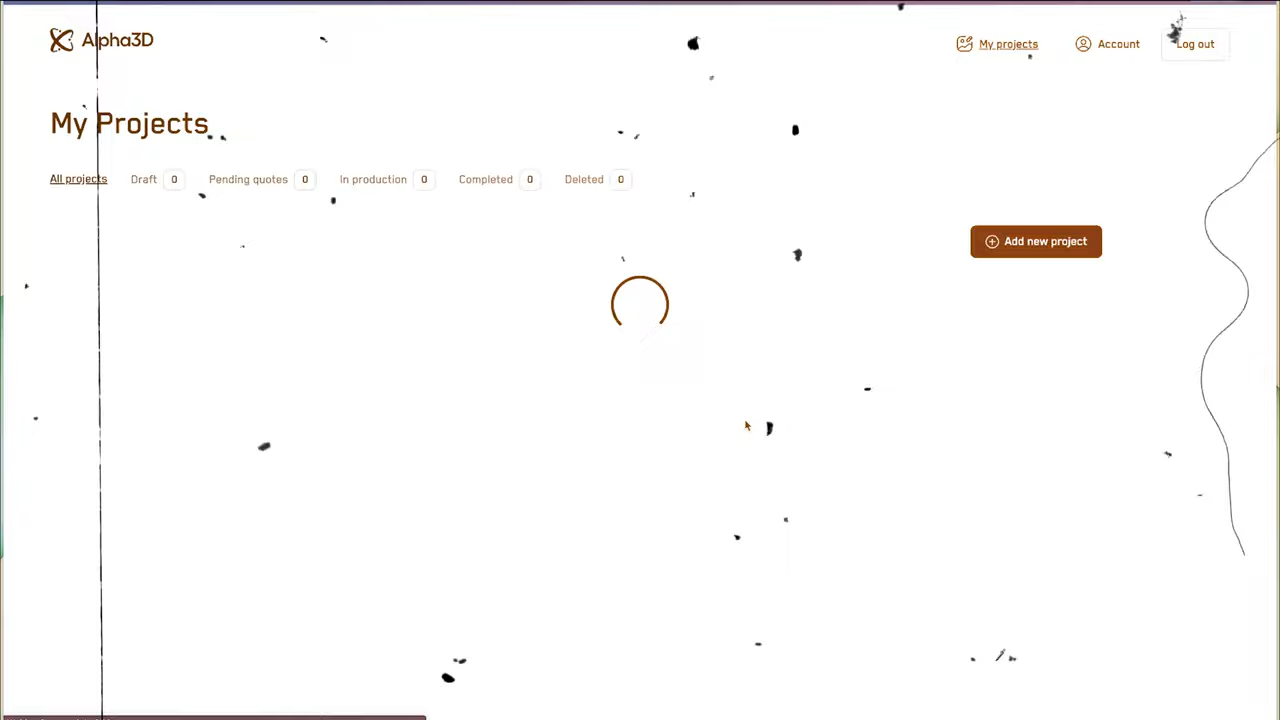 Alpha3D
My projects
Account
Log out
My Projects
All projects
Draft 0
Pending quotes 0
In production 0
Completed 0
Deleted 0
Add new project